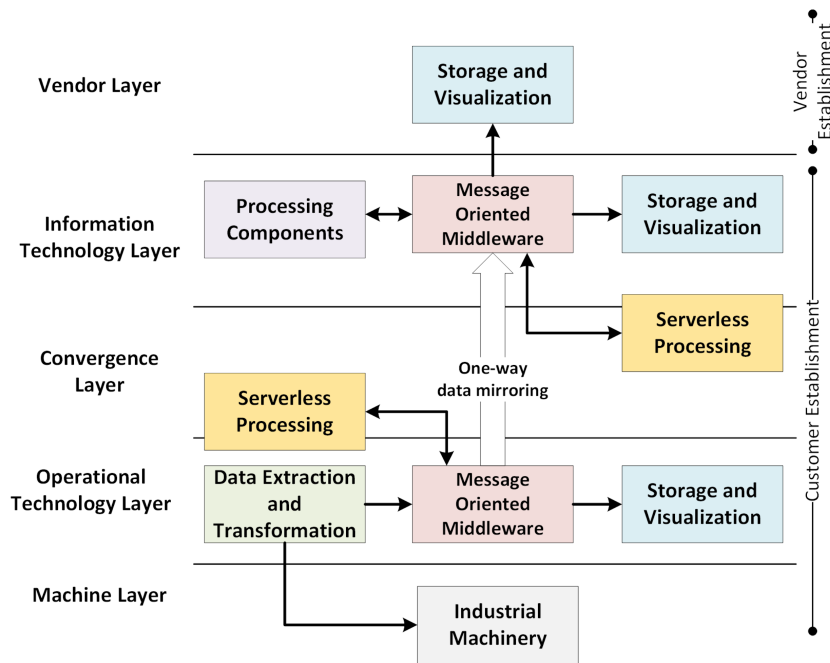 Vendor Layer
Storage and
Visualization
Vendor
Establishment
Information
Technology Layer
Processing
Components
Message
Oriented
Middleware
Storage and
Visualization
Convergence
Layer
Serverless
Processing
One-way
data mirroring
Serverless
Processing
Customer Establishment
Operational
Technology Layer
Data Extraction
and
Transformation
Message
Oriented
Middleware
Storage and
Visualization
Machine Layer
Industrial
Machinery